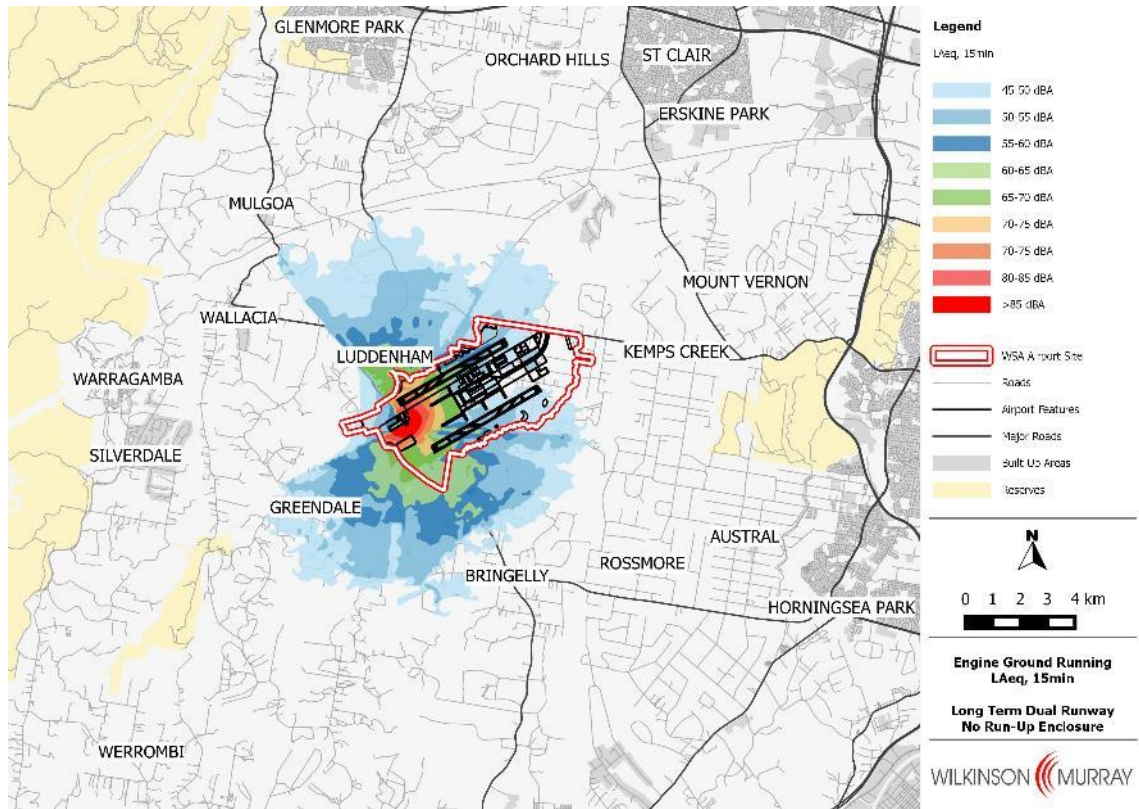 GLENMORE PARK
ORCHARD HILLS
ST CLAIR
ERSKINE PARK
MULGOA
MOUNT VERNON
WALLACIA
LUDDENHAM
KEMPS CREEK
WARRAGAMBA
SILVERDALE
GREENDALE
AUSTRAL
ROSSMORE
BRINGELLY
HORNINGSEA PARK
WERROMBI
Legend
LAeq, 15min
45-50 dBA
50-55 dBA
55-60 dBA
60-65 dBA
65-70 dBA
70-75 dBA
70-75 dBA
80-85 dBA
>85 dBA
WSA Airport Site
Roads
Airport Features
Major Roads
Built Up Areas
Reserves
N
0 1 2 3 4 km
Engine Ground Running
LAeq, 15min
Long Term Dual Runway
No Run-Up Enclosure
WILKINSON MURRAY